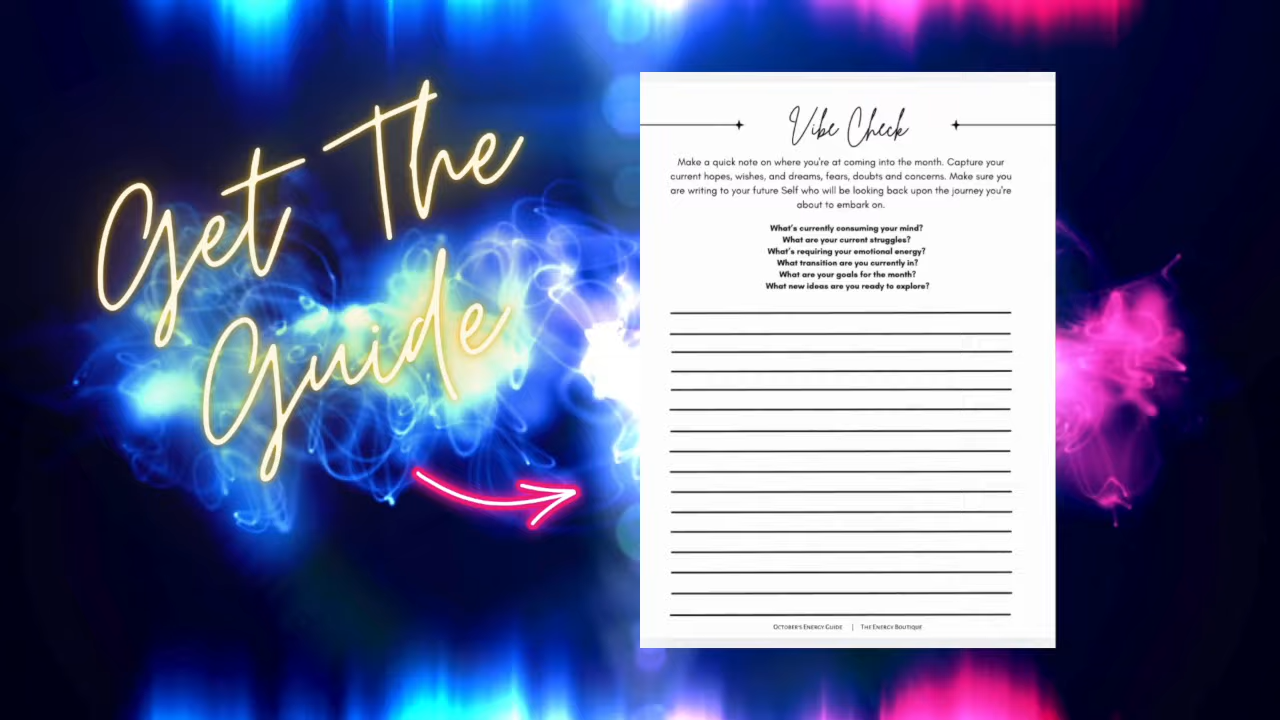 Get The
Guide
Vibe Check
Make a quick note on where you're at coming into the month. Capture your
current hopes, wishes, and dreams, fears, doubts and concerns. Make sure you
are writing to your future Self who will be looking back upon the journey you're
about to embark on.
What's currently consuming your mind?
What are your current struggles?
What's requiring your emotional energy?
What transition are you currently in?
What are your goals for the month?
What new ideas are you ready to explore?
October's Energy Guide | The Energy Boutique